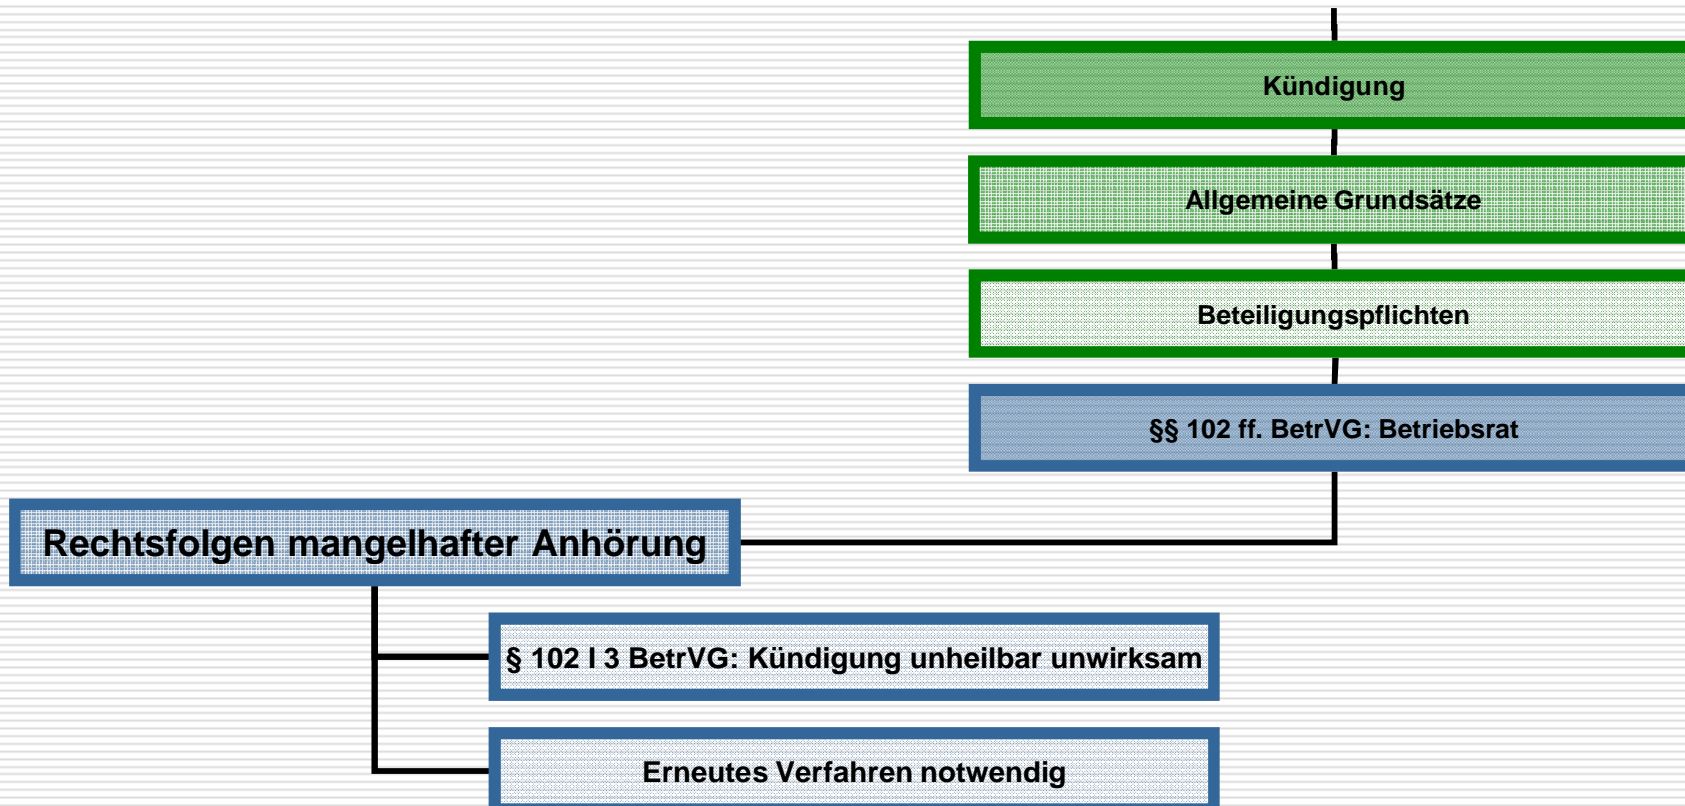 Kündigung
Allgemeine Grundsätze
Beteiligungspflichten
§§ 102 ff. BetrVG: Betriebsrat
Rechtsfolgen mangelhafter Anhörung
§ 102 I 3 BetrVG: Kündigung unheilbar unwirksam
Erneutes Verfahren notwendig